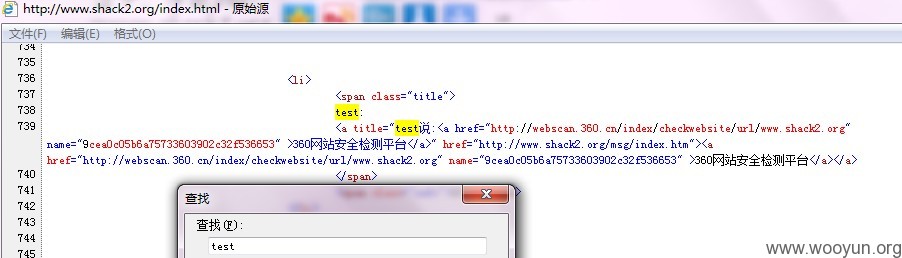 http://www.shack2.org/index.html - 原始源
文件(F) 编辑(E) 格式(O)
734
735
736 <li>
737 <span class="title">
738 test:
739 <a title="test说:<a href="http://webscan.360.cn/index/checkwebsite/url/www.shack2.org"
name="9cea0c05b6a75733603902c32f536653" >360网站安全检测平台</a>" href="http://www.shack2.org/msg/index.htm"><a
href="http://webscan.360.cn/index/checkwebsite/url/www.shack2.org" name="9cea0c05b6a75733603902c32f536653" >360网站安全检测平台</a></a>
740 </span>
741
742
743
744
745
查找
查找(F):
test
www.wooyun.org